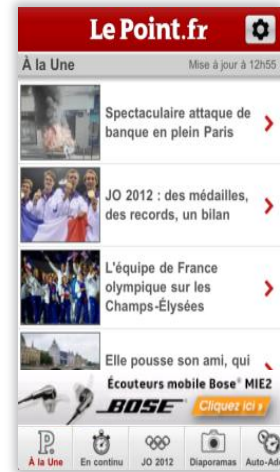 Le Point.fr
À la Une
Mise à jour à 12h55
Spectaculaire attaque de
banque en plein Paris
JO 2012 : des médailles,
des records, un bilan
L'équipe de France
olympique sur les
Champs-Élysées
Elle pousse son ami, qui
Écouteurs mobile Bose® MIE2
BOSE
Cliquez ici
P.
À la Une
En continu
JO 2012
Diaporamas
Auto-Ad